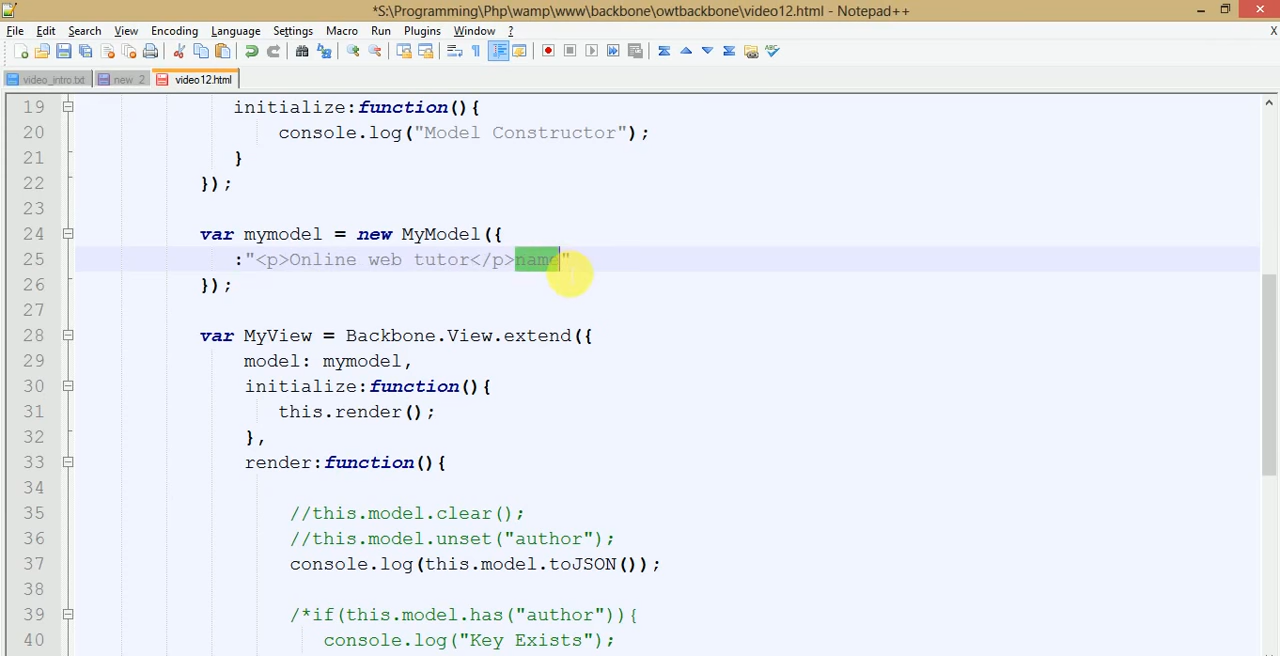 *S:\Programming\Php\wamp\www\backbone\owtbackbone\video12.html - Notepad++
File Edit Search View Encoding Language Settings Macro Run Plugins Window ? X
video_intro.txt new 2 video12.html
19 initialize:function(){
20 console.log("Model Constructor");
21 }
22 });
23
24 var mymodel = new MyModel({
25 :"<p>Online web tutor</p>name"
26 });
27
28 var MyView = Backbone.View.extend({
29 model: mymodel,
30 initialize:function(){
31 this.render();
32 },
33 render:function(){
34
35 //this.model.clear();
36 //this.model.unset("author");
37 console.log(this.model.toJSON());
38
39 /*if(this.model.has("author")){
40 console.log("Key Exists");